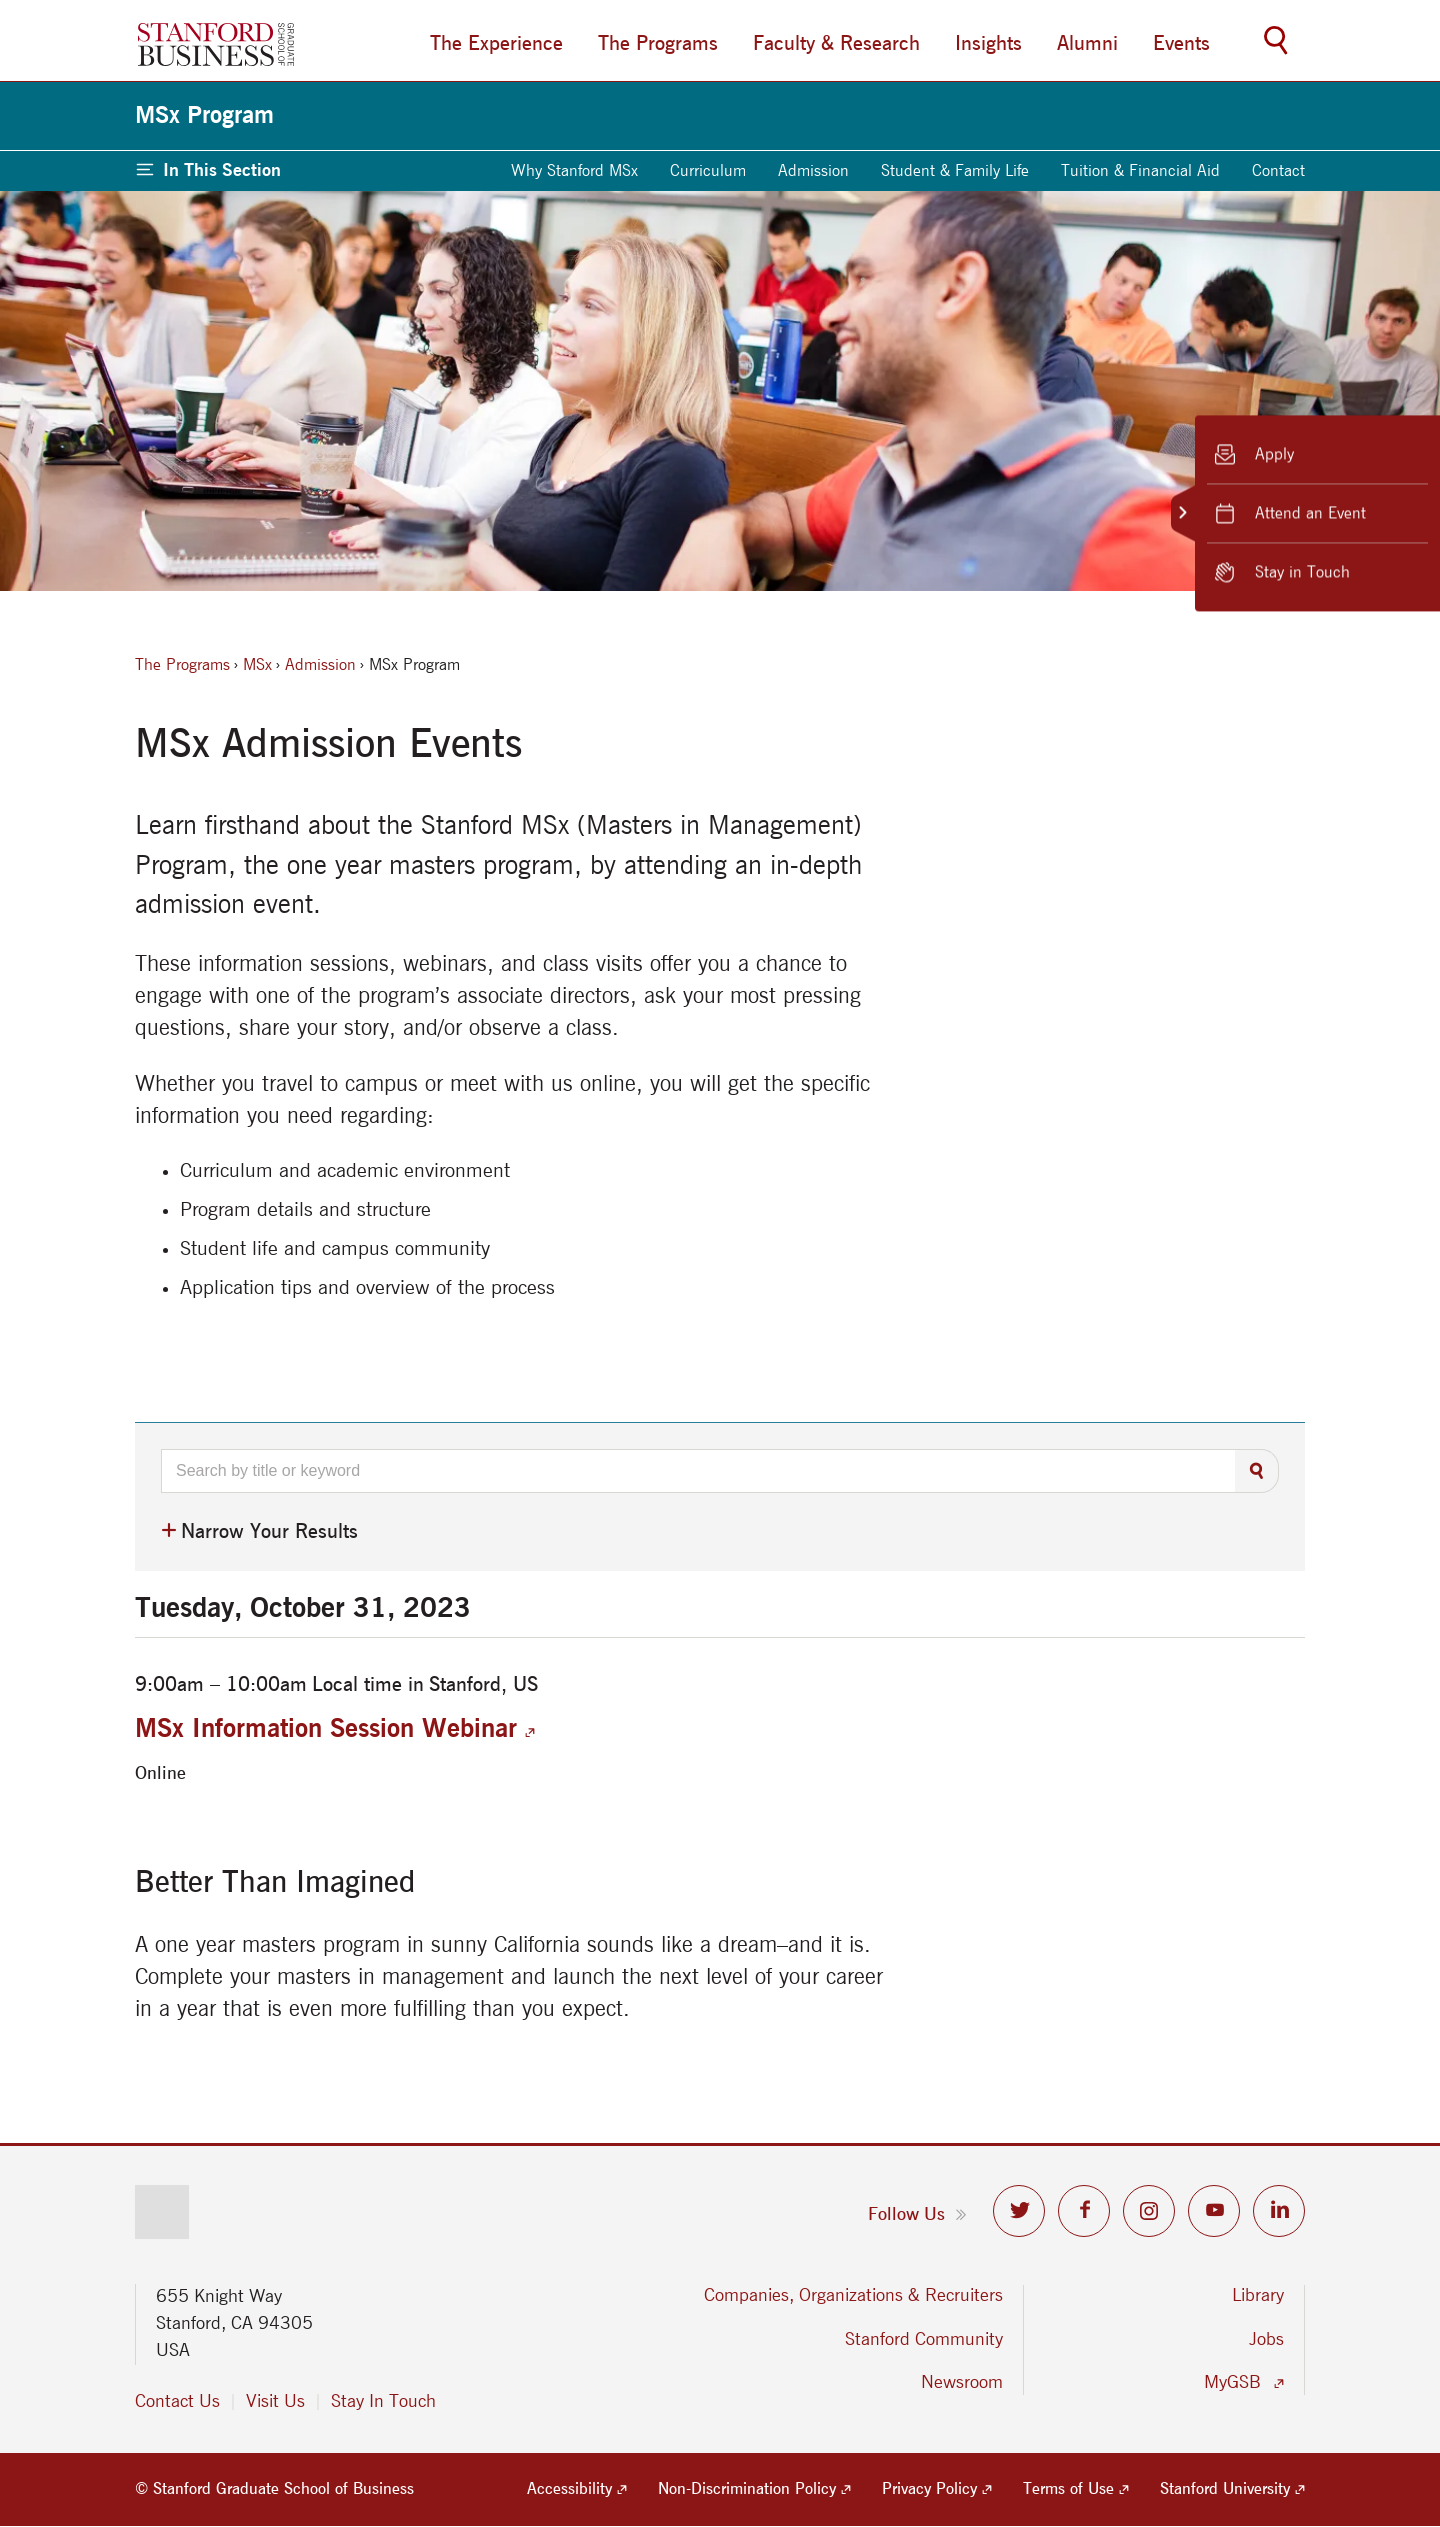 STANFORD
BUSINESS
GRADUATE
SCHOOL OF
The Experience
The Programs
Faculty & Research
Insights
Alumni
Events
MSx Program
In This Section
Why Stanford MSx
Curriculum
Admission
Student & Family Life
Tuition & Financial Aid
Contact
Apply
Attend an Event
Stay in Touch
The Programs › MSx › Admission › MSx Program
MSx Admission Events
Learn firsthand about the Stanford MSx (Masters in Management)
Program, the one year masters program, by attending an in-depth
admission event.
These information sessions, webinars, and class visits offer you a chance to
engage with one of the program’s associate directors, ask your most pressing
questions, share your story, and/or observe a class.
Whether you travel to campus or meet with us online, you will get the specific
information you need regarding:
• Curriculum and academic environment
• Program details and structure
• Student life and campus community
• Application tips and overview of the process
Search by title or keyword
+ Narrow Your Results
Tuesday, October 31, 2023
9:00am – 10:00am Local time in Stanford, US
MSx Information Session Webinar
Online
Better Than Imagined
A one year masters program in sunny California sounds like a dream–and it is.
Complete your masters in management and launch the next level of your career
in a year that is even more fulfilling than you expect.
Follow Us
655 Knight Way
Stanford, CA 94305
USA
Contact Us | Visit Us | Stay In Touch
Companies, Organizations & Recruiters
Stanford Community
Newsroom
Library
Jobs
MyGSB
© Stanford Graduate School of Business
Accessibility
Non-Discrimination Policy
Privacy Policy
Terms of Use
Stanford University